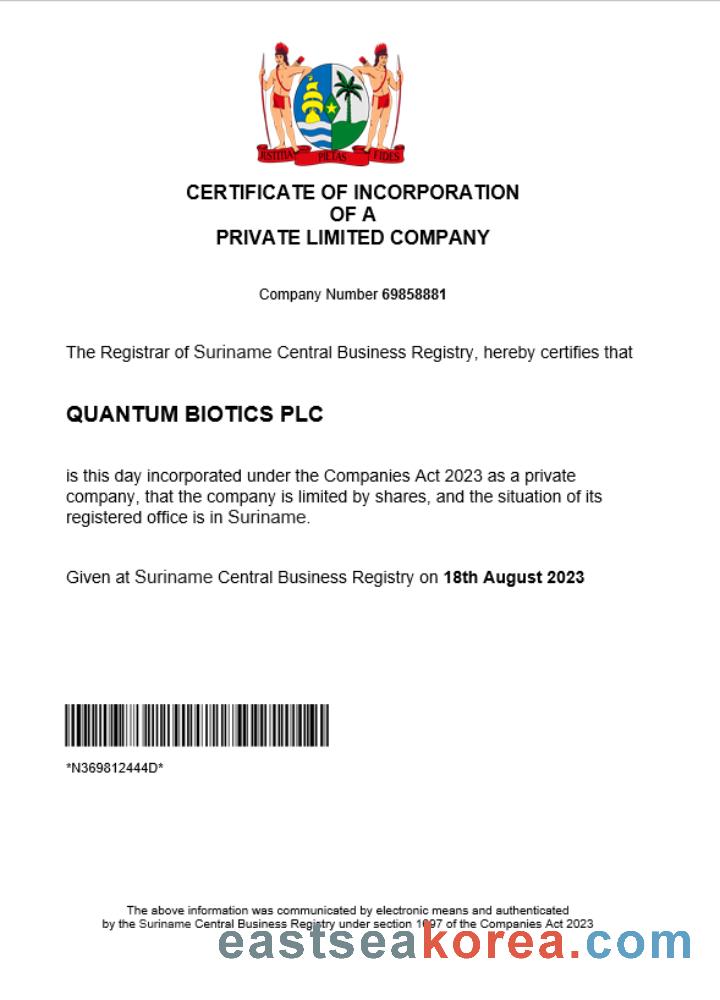 JUSTITIA PIETAS FIDES
CERTIFICATE OF INCORPORATION
OF A
PRIVATE LIMITED COMPANY
Company Number 69858881
The Registrar of Suriname Central Business Registry, hereby certifies that
QUANTUM BIOTICS PLC
is this day incorporated under the Companies Act 2023 as a private
company, that the company is limited by shares, and the situation of its
registered office is in Suriname.
Given at Suriname Central Business Registry on 18th August 2023
*N369812444D*
The above information was communicated by electronic means and authenticated
by the Suriname Central Business Registry under section 1097 of the Companies Act 2023
eastseakorea.com